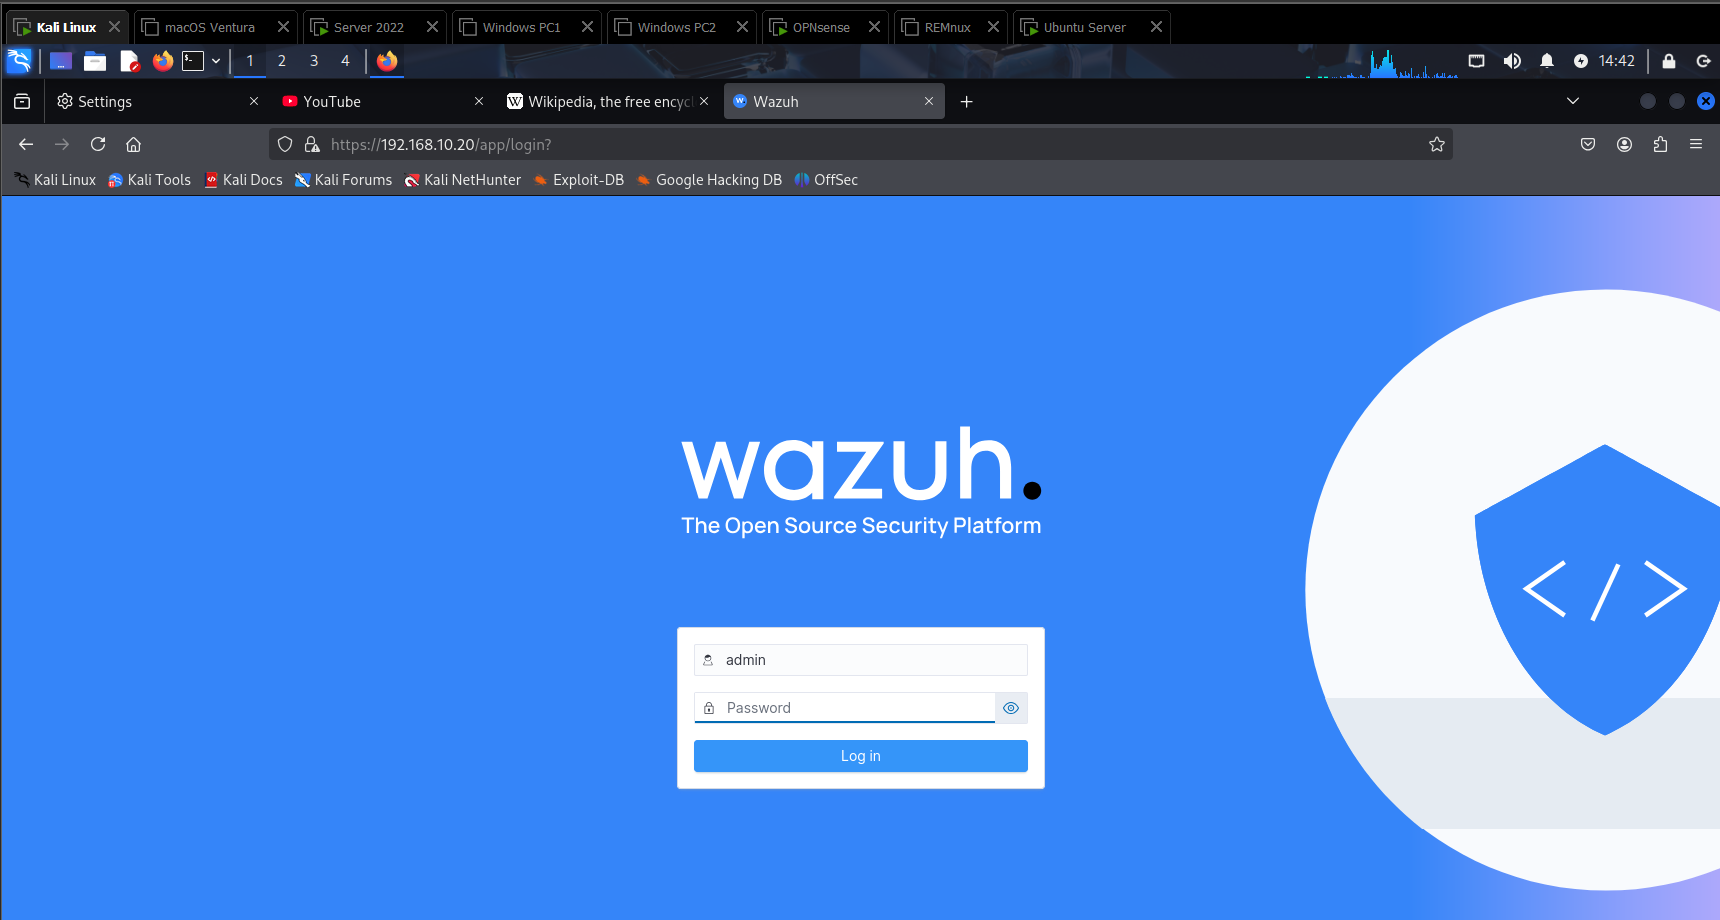 Kali Linux macOS Ventura Server 2022 Windows PC1 Windows PC2 OPNsense REMnux Ubuntu Server
1 2 3 4 14:42
Settings YouTube Wikipedia, the free encycl Wazuh
https://192.168.10.20/app/login?
Kali Linux Kali Tools Kali Docs Kali Forums Kali NetHunter Exploit-DB Google Hacking DB OffSec
wazuh.
The Open Source Security Platform
</>
admin
Password
Log in